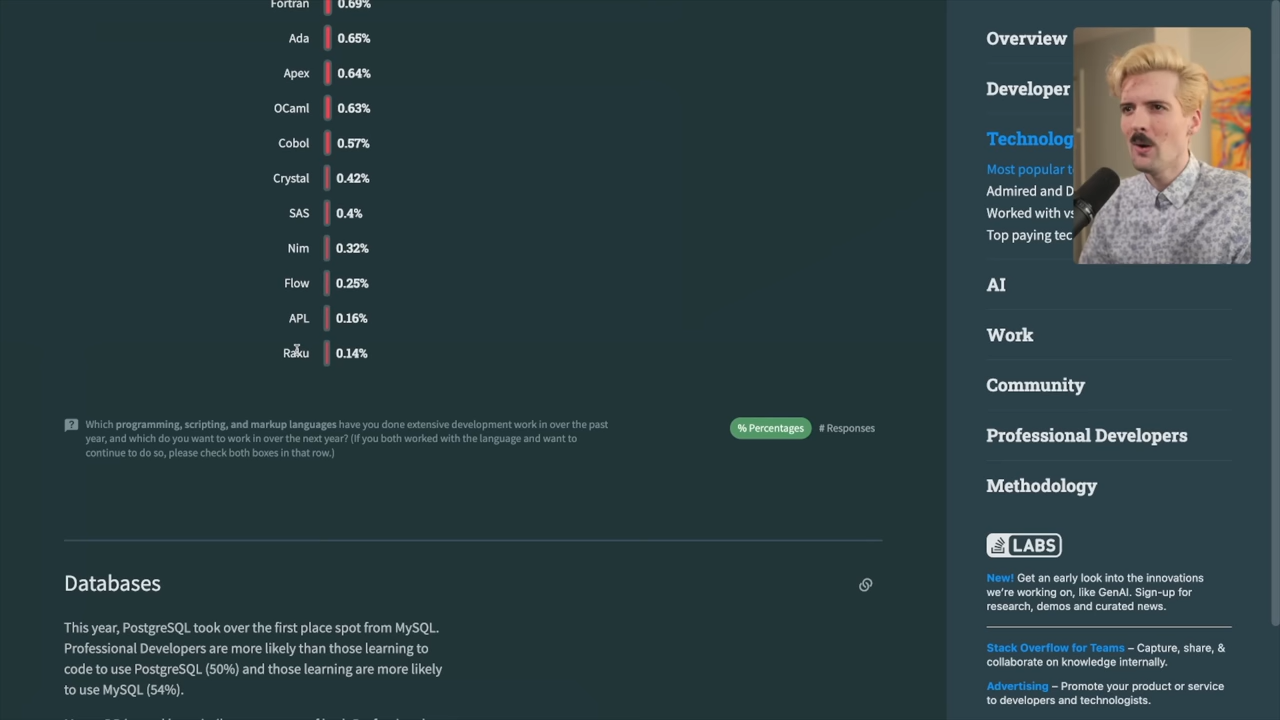 Fortran 0.69%
Ada 0.65%
Apex 0.64%
OCaml 0.63%
Cobol 0.57%
Crystal 0.42%
SAS 0.4%
Nim 0.32%
Flow 0.25%
APL 0.16%
Raku 0.14%
Which programming, scripting, and markup languages have you done extensive development work in over the past
year, and which do you want to work in over the next year? (If you both worked with the language and want to
continue to do so, please check both boxes in that row.)
% Percentages
# Responses
Databases
This year, PostgreSQL took over the first place spot from MySQL.
Professional Developers are more likely than those learning to
code to use PostgreSQL (50%) and those learning are more likely
to use MySQL (54%).
Overview
Developer
Technolog
Most popular t
Admired and D
Worked with vs
Top paying tec
AI
Work
Community
Professional Developers
Methodology
LABS
New! Get an early look into the innovations
we're working on, like GenAI. Sign-up for
research, demos and curated news.
Stack Overflow for Teams – Capture, share, &
collaborate on knowledge internally.
Advertising – Promote your product or service
to developers and technologists.